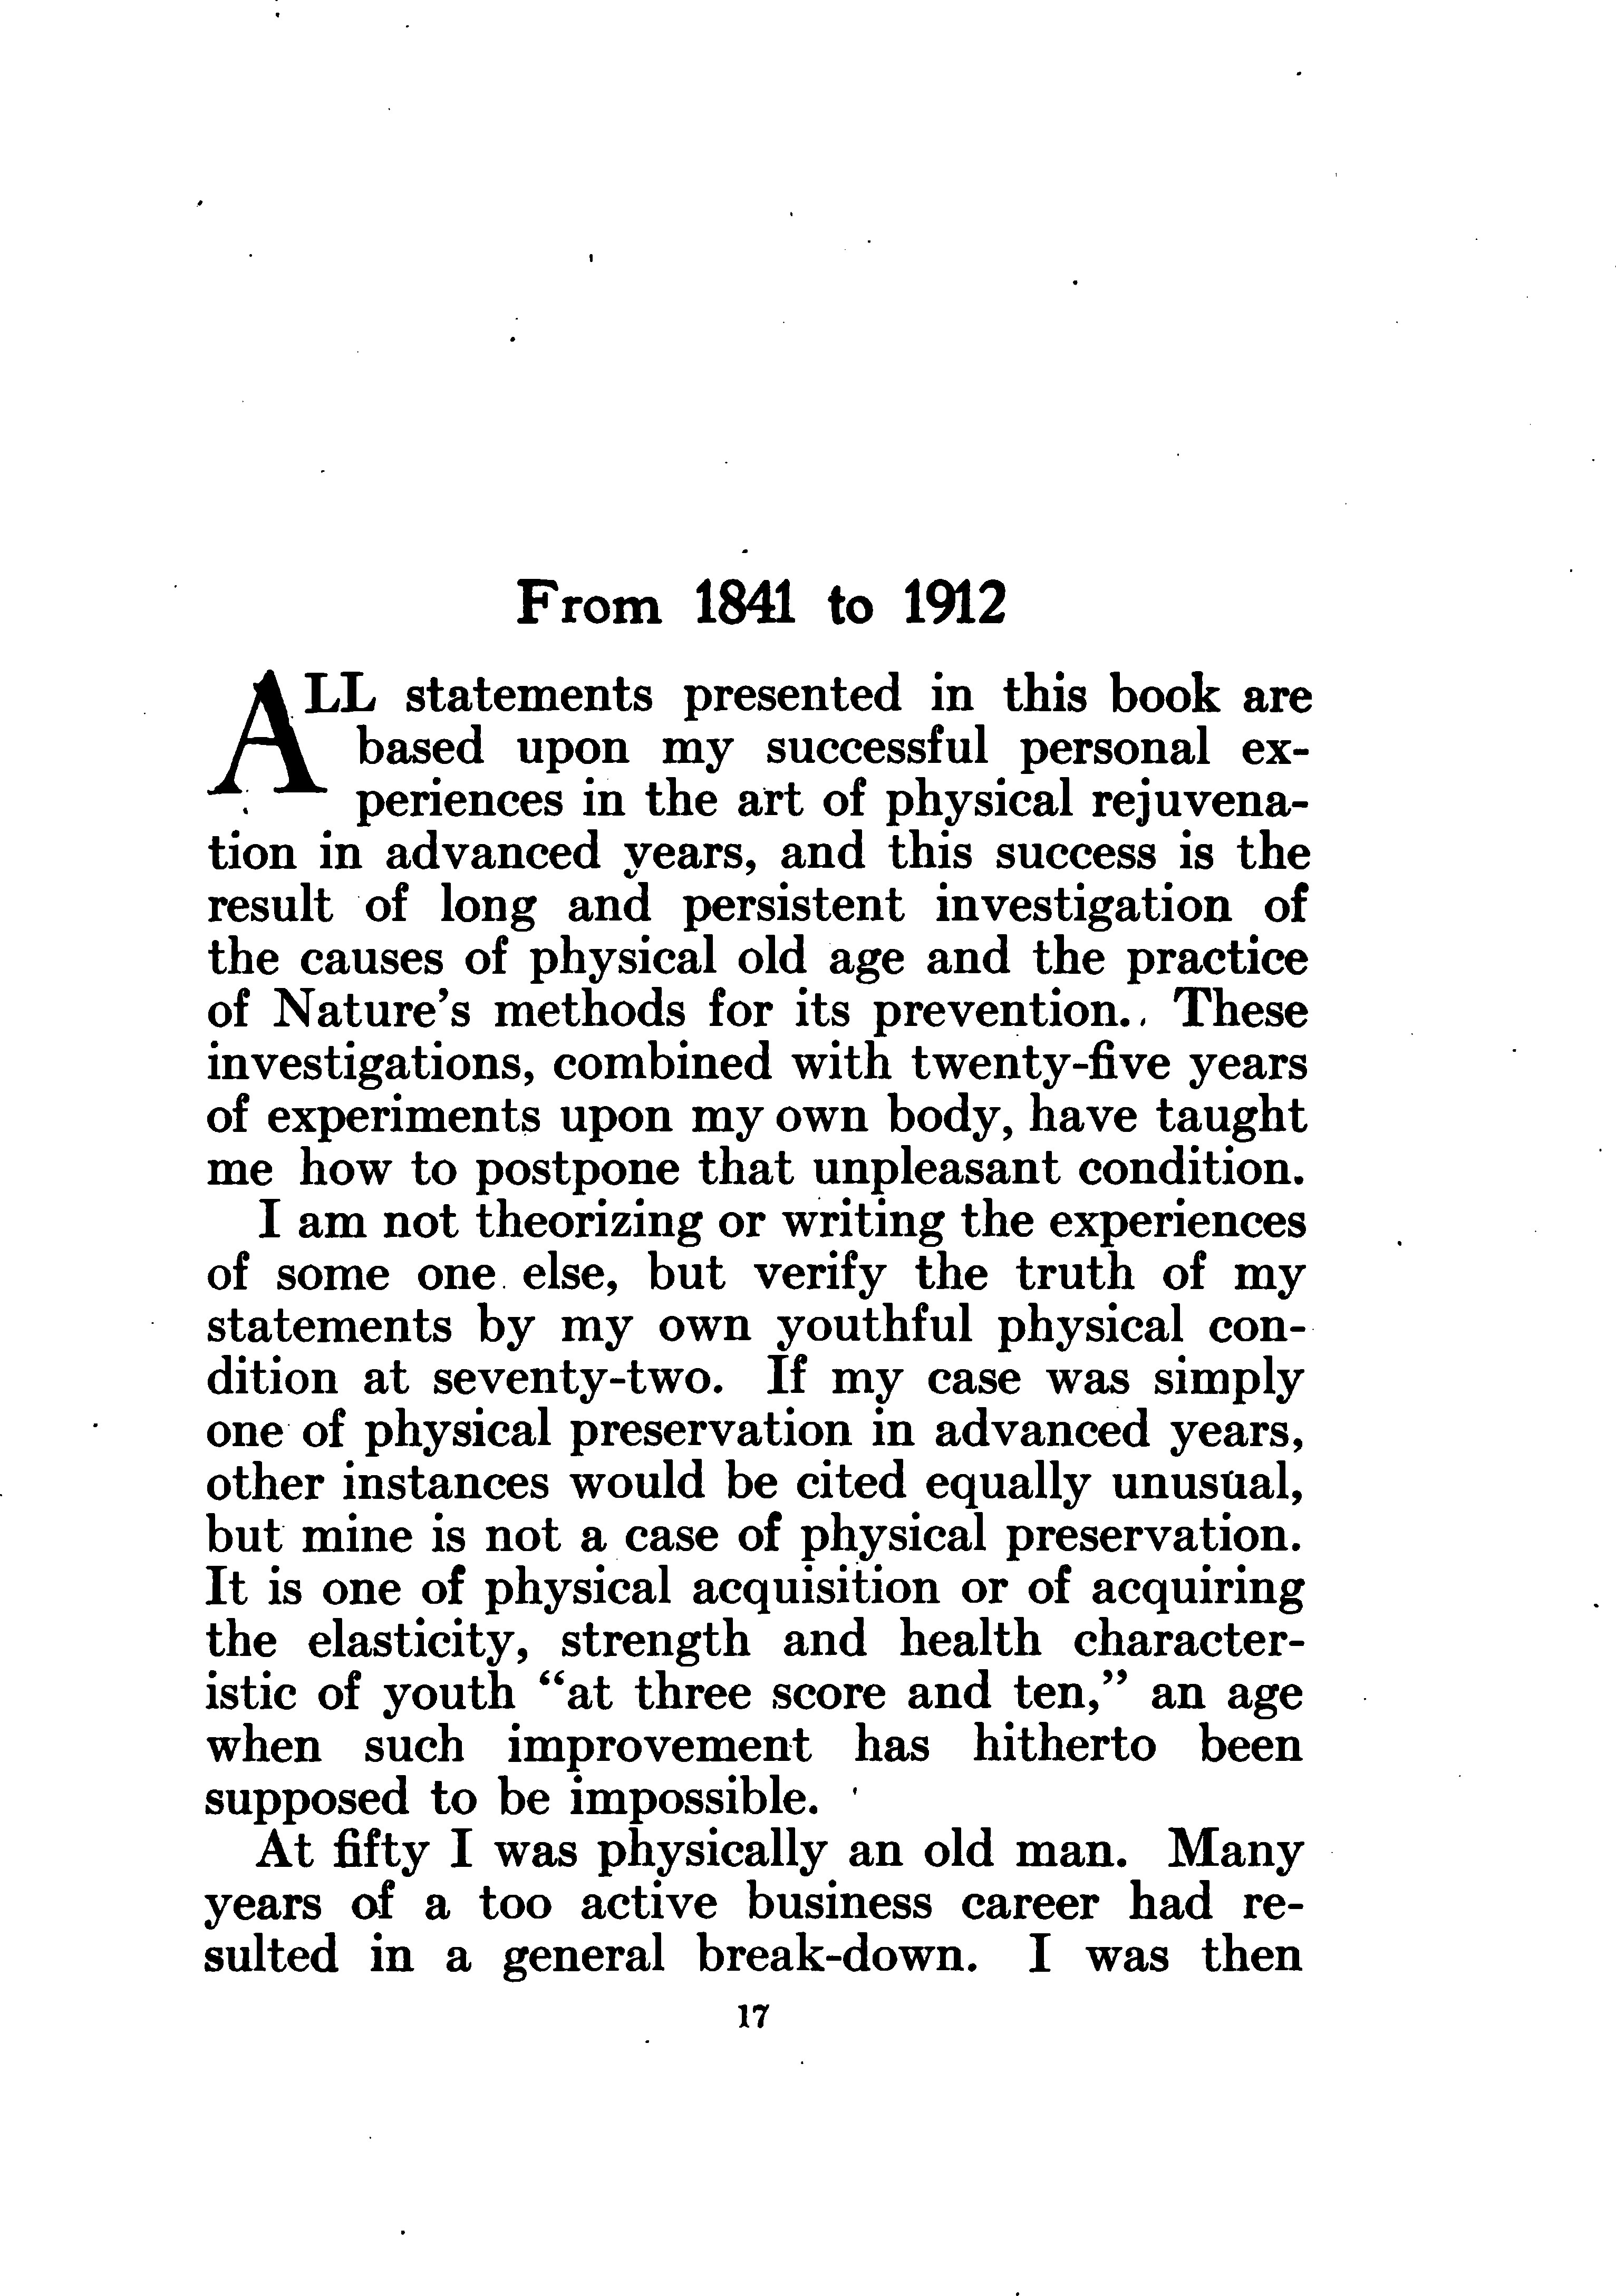 From 1841 to 1912
ALL statements presented in this book are
based upon my successful personal ex-
periences in the art of physical rejuvena-
tion in advanced years, and this success is the
result of long and persistent investigation of
the causes of physical old age and the practice
of Nature's methods for its prevention. These
investigations, combined with twenty-five years
of experiments upon my own body, have taught
me how to postpone that unpleasant condition.
I am not theorizing or writing the experiences
of some one else, but verify the truth of my
statements by my own youthful physical con-
dition at seventy-two. If my case was simply
one of physical preservation in advanced years,
other instances would be cited equally unusual,
but mine is not a case of physical preservation.
It is one of physical acquisition or of acquiring
the elasticity, strength and health character-
istic of youth “at three score and ten,” an age
when such improvement has hitherto been
supposed to be impossible.
At fifty I was physically an old man. Many
years of a too active business career had re-
sulted in a general break-down. I was then
17